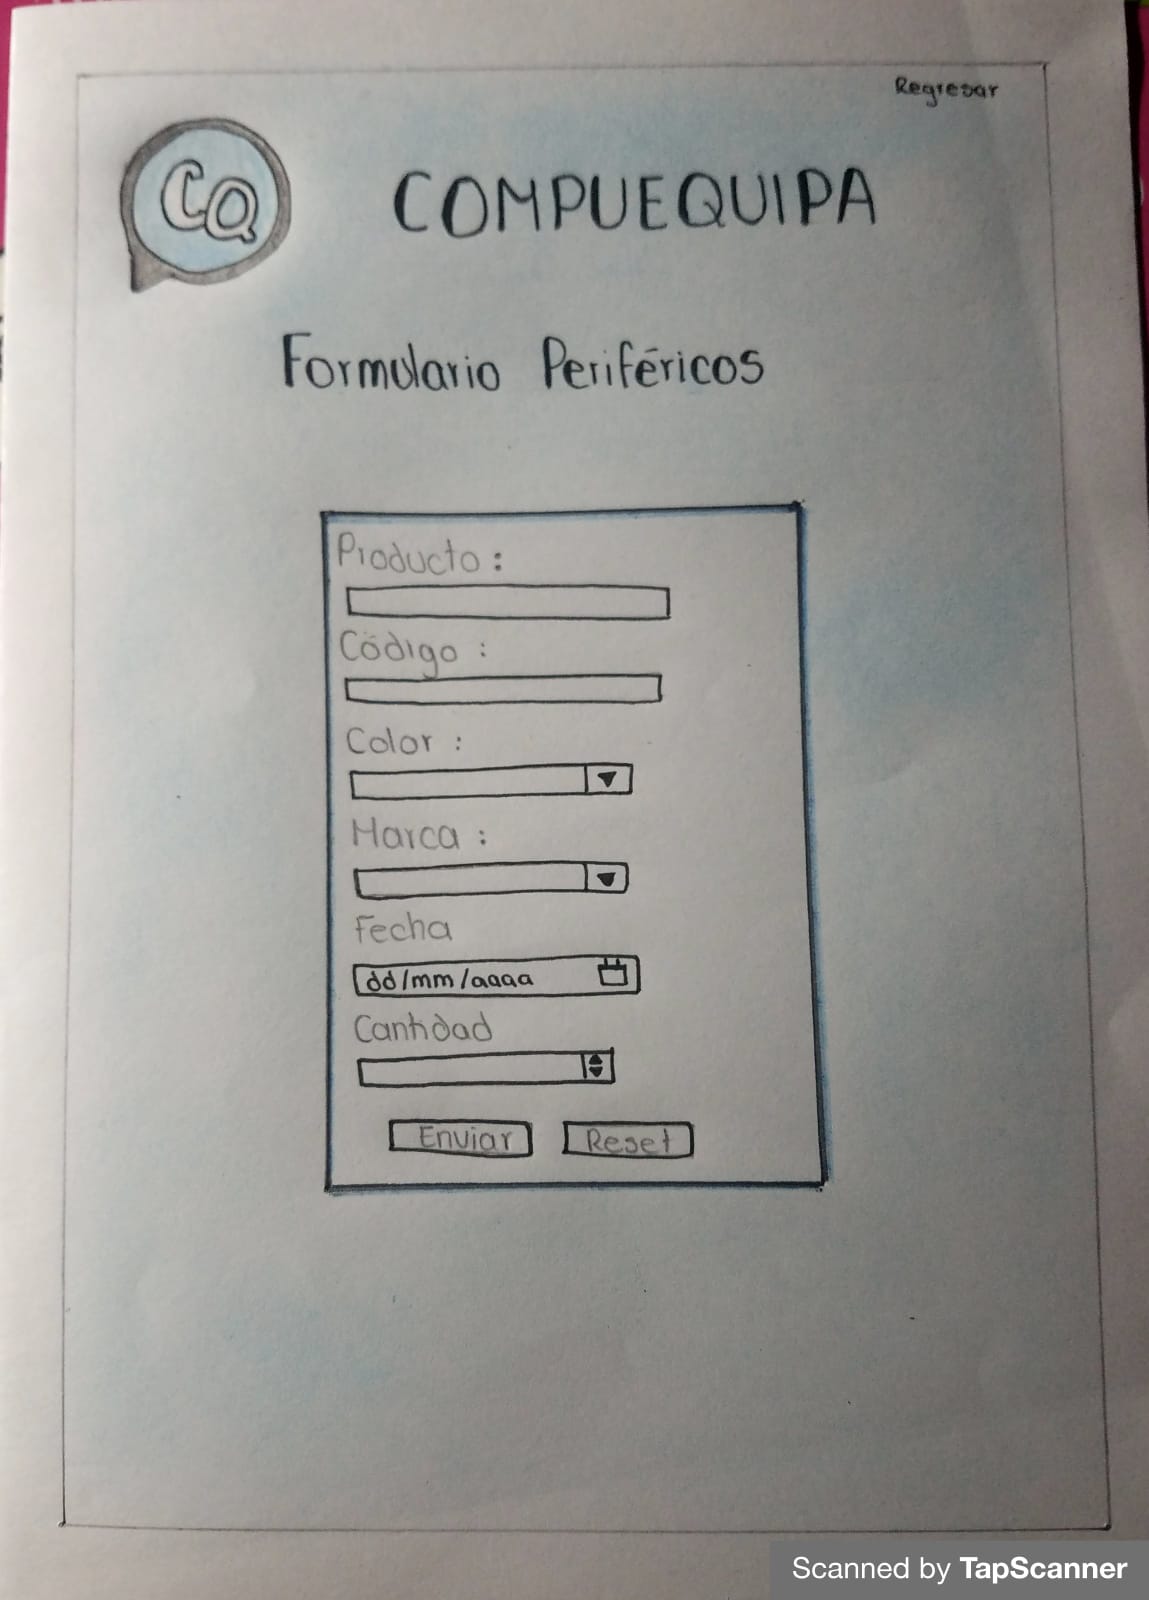 Regresar
CQ
COMPUEQUIPA
Formulario Periféricos
Producto :
Código :
Color :
Marca :
Fecha
dd/mm/aaaa
Cantidad
Enviar Reset
Scanned by TapScanner